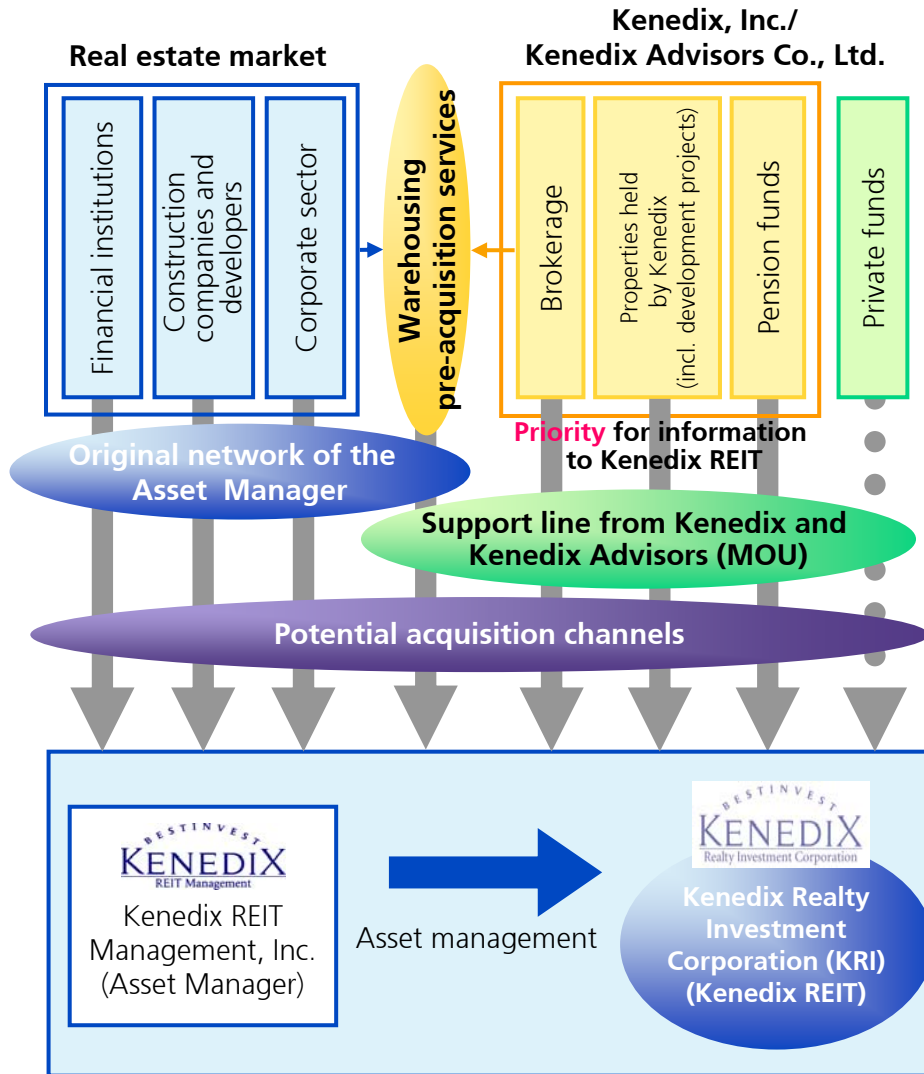 Real estate market
Kenedix, Inc./
Kenedix Advisors Co., Ltd.
Financial institutions
Construction
companies and
developers
Corporate sector
Warehousing
pre-acquisition services
Brokerage
Properties held
by Kenedix
(incl. development projects)
Pension funds
Private funds
Original network of the
Asset Manager
Priority for information
to Kenedix REIT
Support line from Kenedix and
Kenedix Advisors (MOU)
Potential acquisition channels
BESTINVEST
KENEDIX
REIT Management
Kenedix REIT
Management, Inc.
(Asset Manager)
Asset management
BESTINVEST
KENEDIX
Realty Investment Corporation
Kenedix Realty
Investment
Corporation (KRI)
(Kenedix REIT)